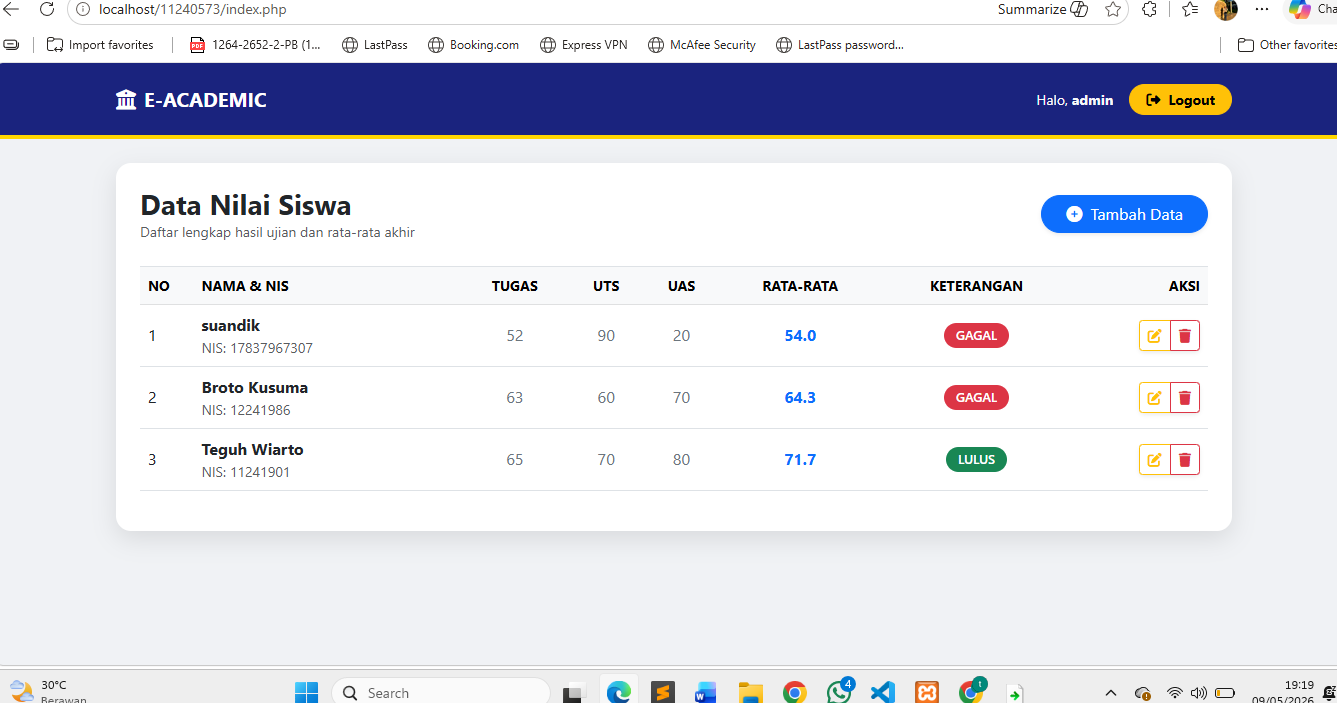 localhost/11240573/index.php Summarize
Import favorites 1264-2652-2-PB (1... LastPass Booking.com Express VPN McAfee Security LastPass password... Other favorites
E-ACADEMIC Halo, admin Logout
Data Nilai Siswa
Daftar lengkap hasil ujian dan rata-rata akhir
Tambah Data
NO NAMA & NIS TUGAS UTS UAS RATA-RATA KETERANGAN AKSI
1 suandik 52 90 20 54.0 GAGAL
NIS: 17837967307
2 Broto Kusuma 63 60 70 64.3 GAGAL
NIS: 12241986
3 Teguh Wiarto 65 70 80 71.7 LULUS
NIS: 11241901
30°C
Berawan
Search
4
1
19:19
09/05/2026